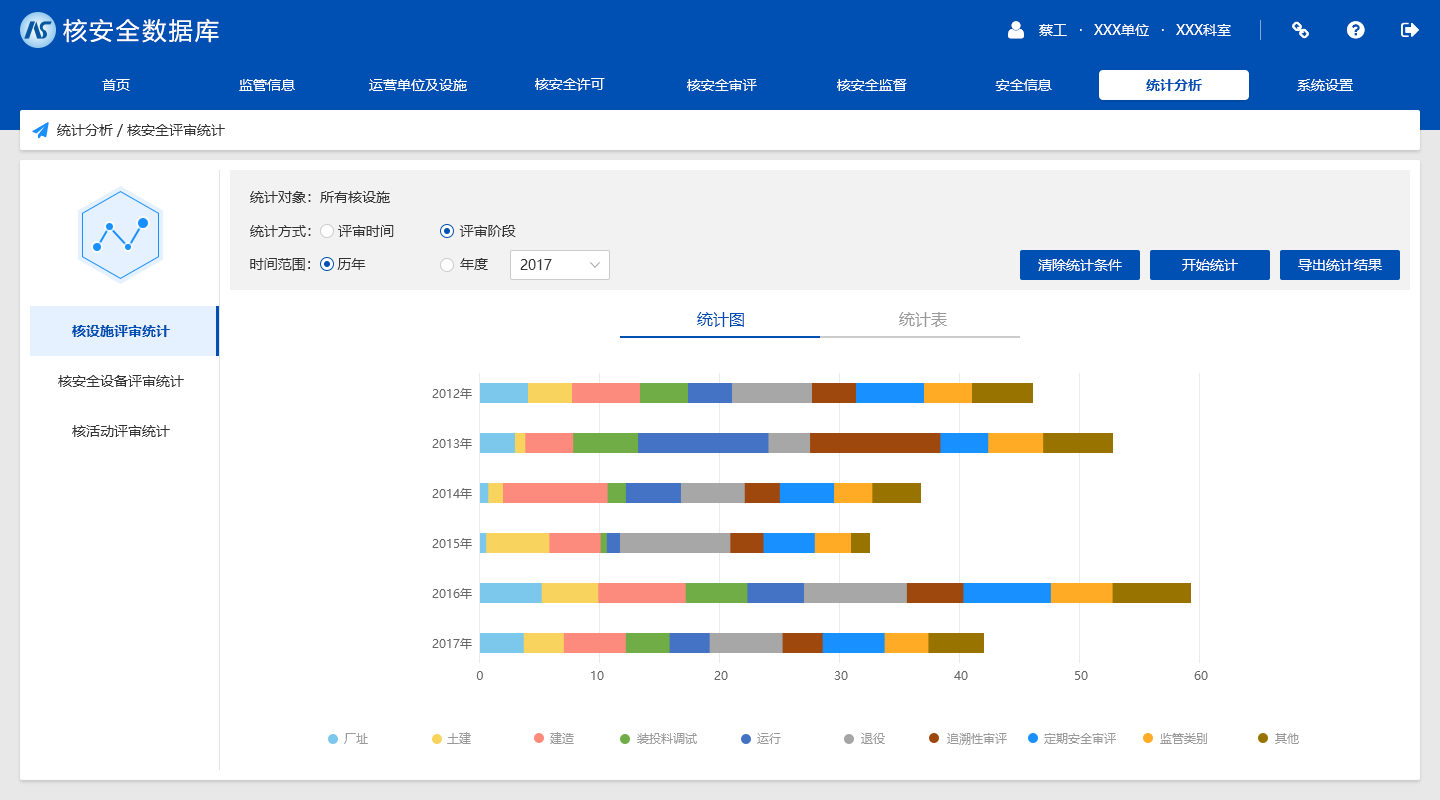 核安全数据库
蔡工 · XXX单位 · XXX科室
首页 监管信息 运营单位及设施 核安全许可 核安全审评 核安全监督 安全信息 统计分析 系统设置
统计分析 / 核安全评审统计
统计对象：所有核设施
统计方式： 评审时间 评审阶段
时间范围： 历年 年度 2017
清除统计条件 开始统计 导出统计结果
核设施评审统计
核安全设备评审统计
核活动评审统计
统计图 统计表
2012年
2013年
2014年
2015年
2016年
2017年
0 10 20 30 40 50 60
厂址 土建 建造 装投料调试 运行 退役 追溯性审评 定期安全审评 监管类别 其他